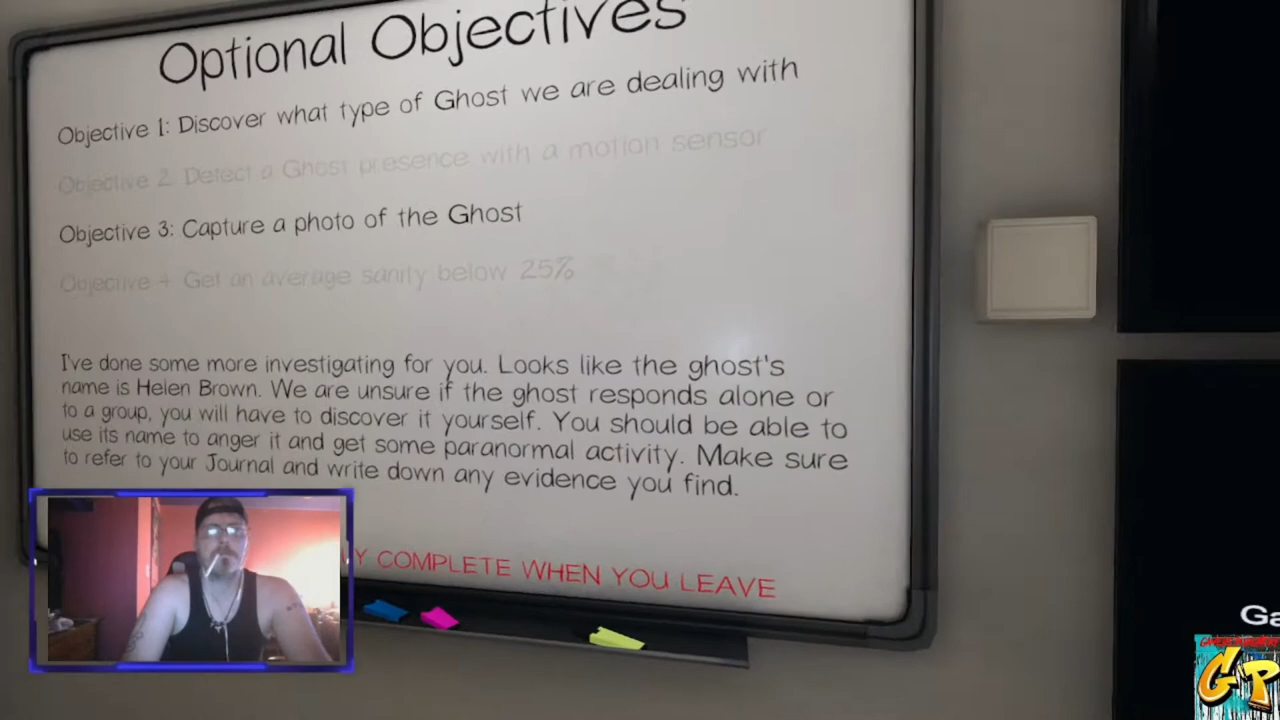 Optional Objectives
Objective 1: Discover what type of Ghost we are dealing with
Objective 2: Detect a Ghost presence with a motion sensor
Objective 3: Capture a photo of the Ghost
Objective 4: Get an average sanity below 25%
I've done some more investigating for you. Looks like the ghost's
name is Helen Brown. We are unsure if the ghost responds alone or
to a group, you will have to discover it yourself. You should be able to
use its name to anger it and get some paranormal activity. Make sure
to refer to your Journal and write down any evidence you find.
COMPLETE WHEN YOU LEAVE
Ga
GP